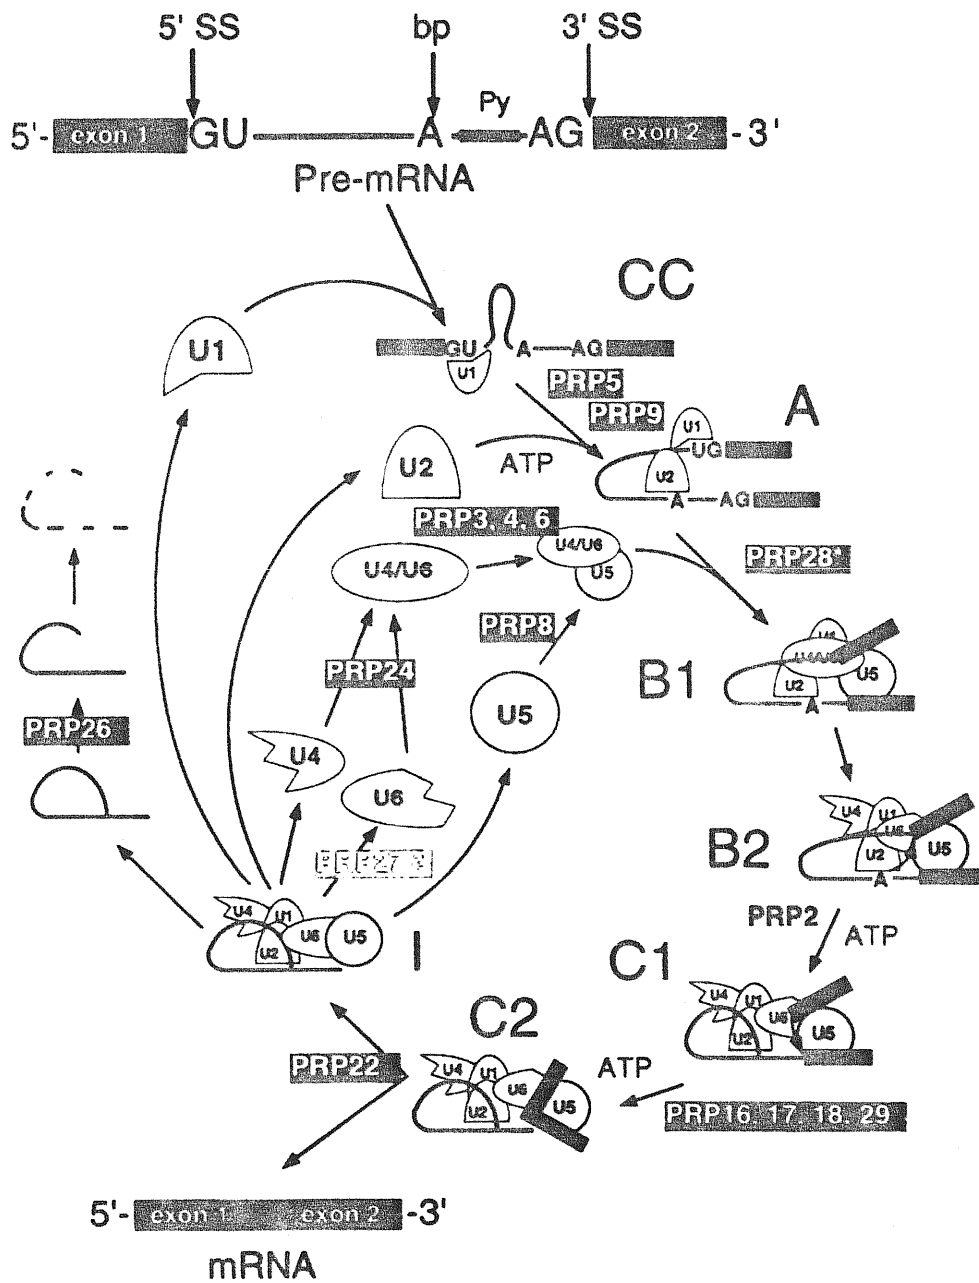 5' SS bp 3' SS
Py
5'- exon 1 GU A AG exon 2 -3'
Pre-mRNA
CC
U1
GU A AG
U1
PRP5
PRP9
A
U1
UG
U2
ATP
U2
A AG
PRP3, 4, 6
U4/U6
U4/U6
U5
PRP28*
PRP8
PRP24
B1
U5
U2
A
U5
PRP26
U4
U6
U4 U1
U6
B2
U2 U5
A
PRP2
ATP
U4 U1
U6 U5
U2
I
C1
U4 U1
U6
U2 U5
C2
ATP
PRP22
U4 U1
U6
U2 U5
PRP16, 17, 18, 29
5'- exon 1 exon 2 -3'
mRNA